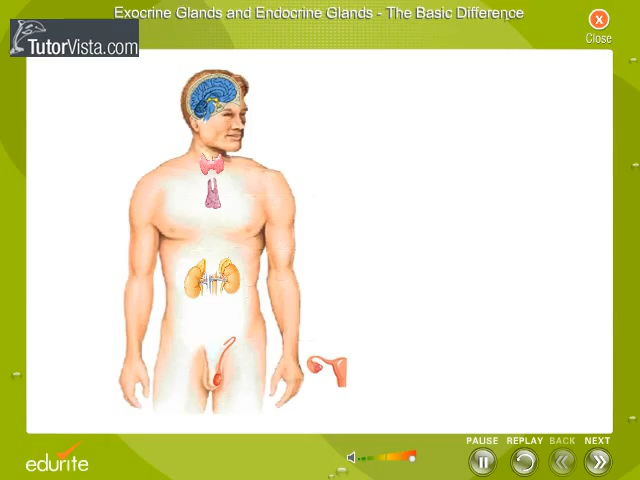 Exocrine Glands and Endocrine Glands - The Basic Difference
TutorVista.com
Close
PAUSE REPLAY BACK NEXT
edurite